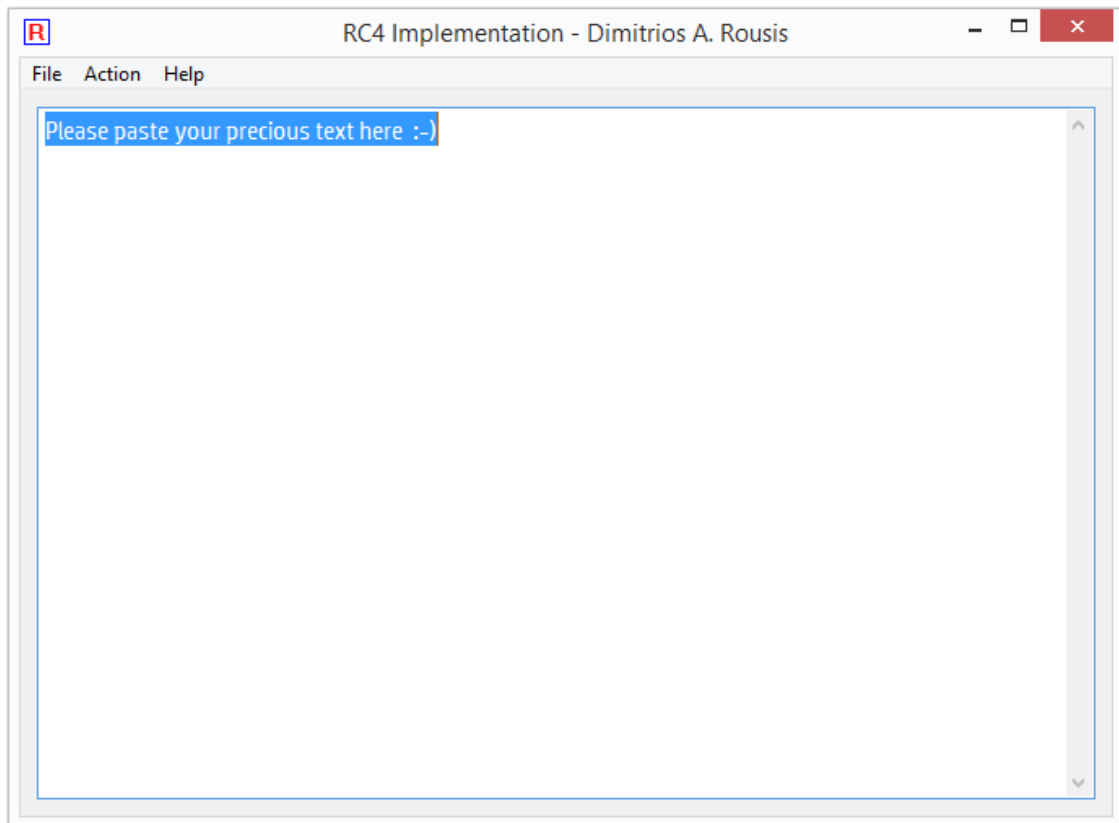 R
RC4 Implementation - Dimitrios A. Rousis
File Action Help
Please paste your precious text here :-)